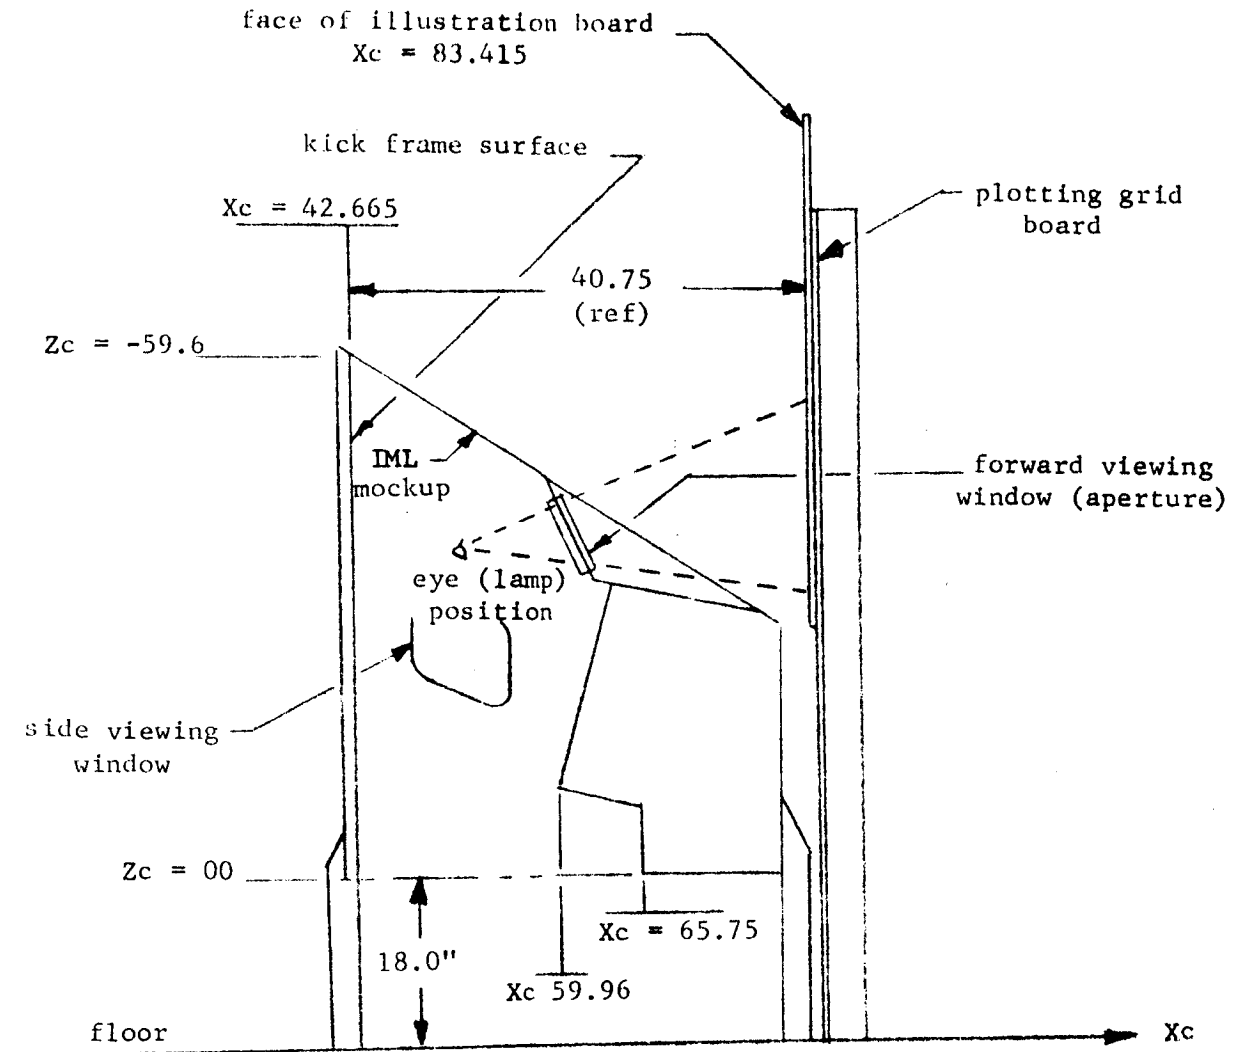 face of illustration board
Xc = 83.415
kick frame surface
Xc = 42.665
plotting grid
board
40.75
(ref)
Zc = -59.6
IML
mockup
forward viewing
window (aperture)
eye (lamp)
position
side viewing
window
Zc = 00
Xc = 65.75
18.0"
Xc 59.96
floor
Xc